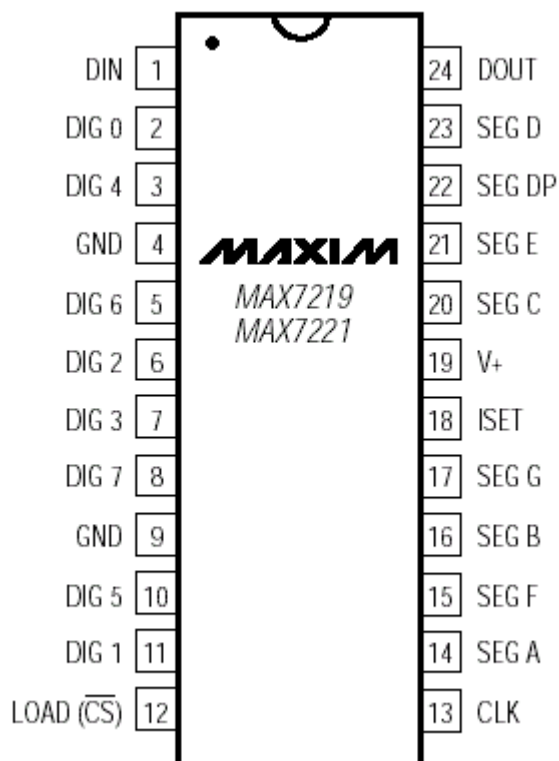 DIN 1 24 DOUT
DIG 0 2 23 SEG D
DIG 4 3 22 SEG DP
GND 4 MAXIM 21 SEG E
DIG 6 5 MAX7219 20 SEG C
MAX7221
DIG 2 6 19 V+
DIG 3 7 18 ISET
DIG 7 8 17 SEG G
GND 9 16 SEG B
DIG 5 10 15 SEG F
DIG 1 11 14 SEG A
LOAD (C̅S̅) 12 13 CLK